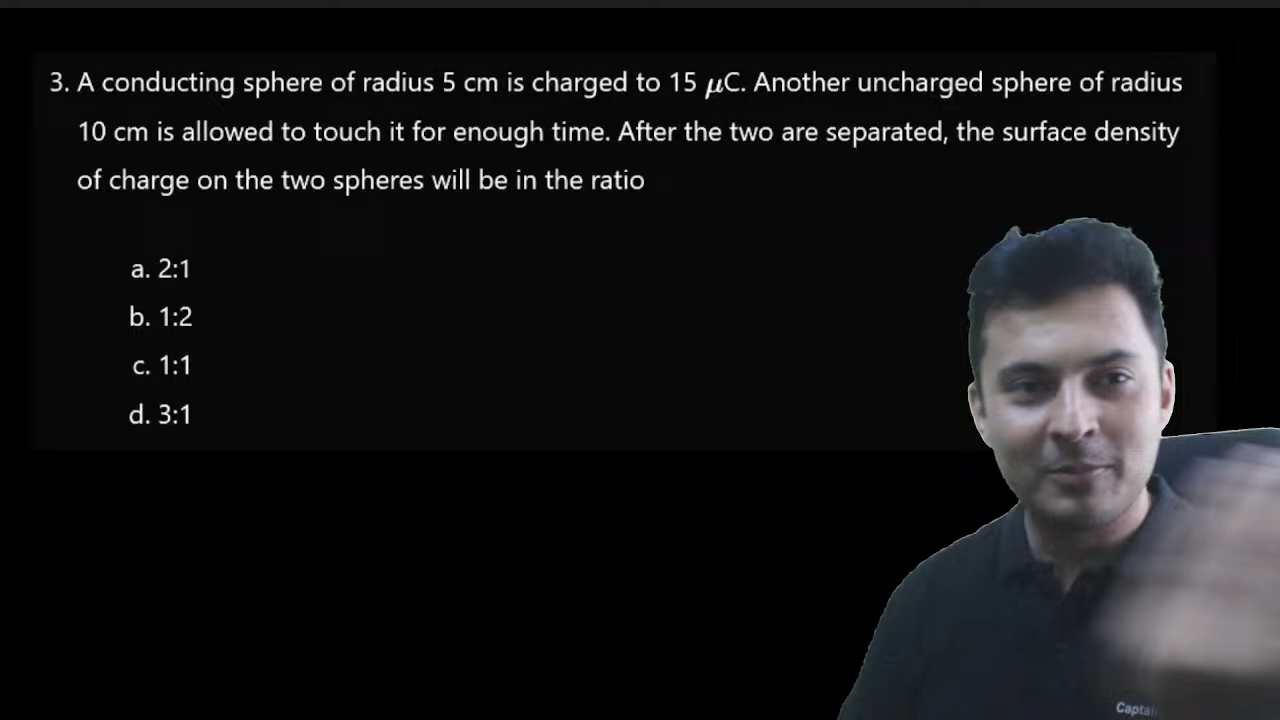 3. A conducting sphere of radius 5 cm is charged to 15 μC. Another uncharged sphere of radius
10 cm is allowed to touch it for enough time. After the two are separated, the surface density
of charge on the two spheres will be in the ratio
a. 2:1
b. 1:2
c. 1:1
d. 3:1